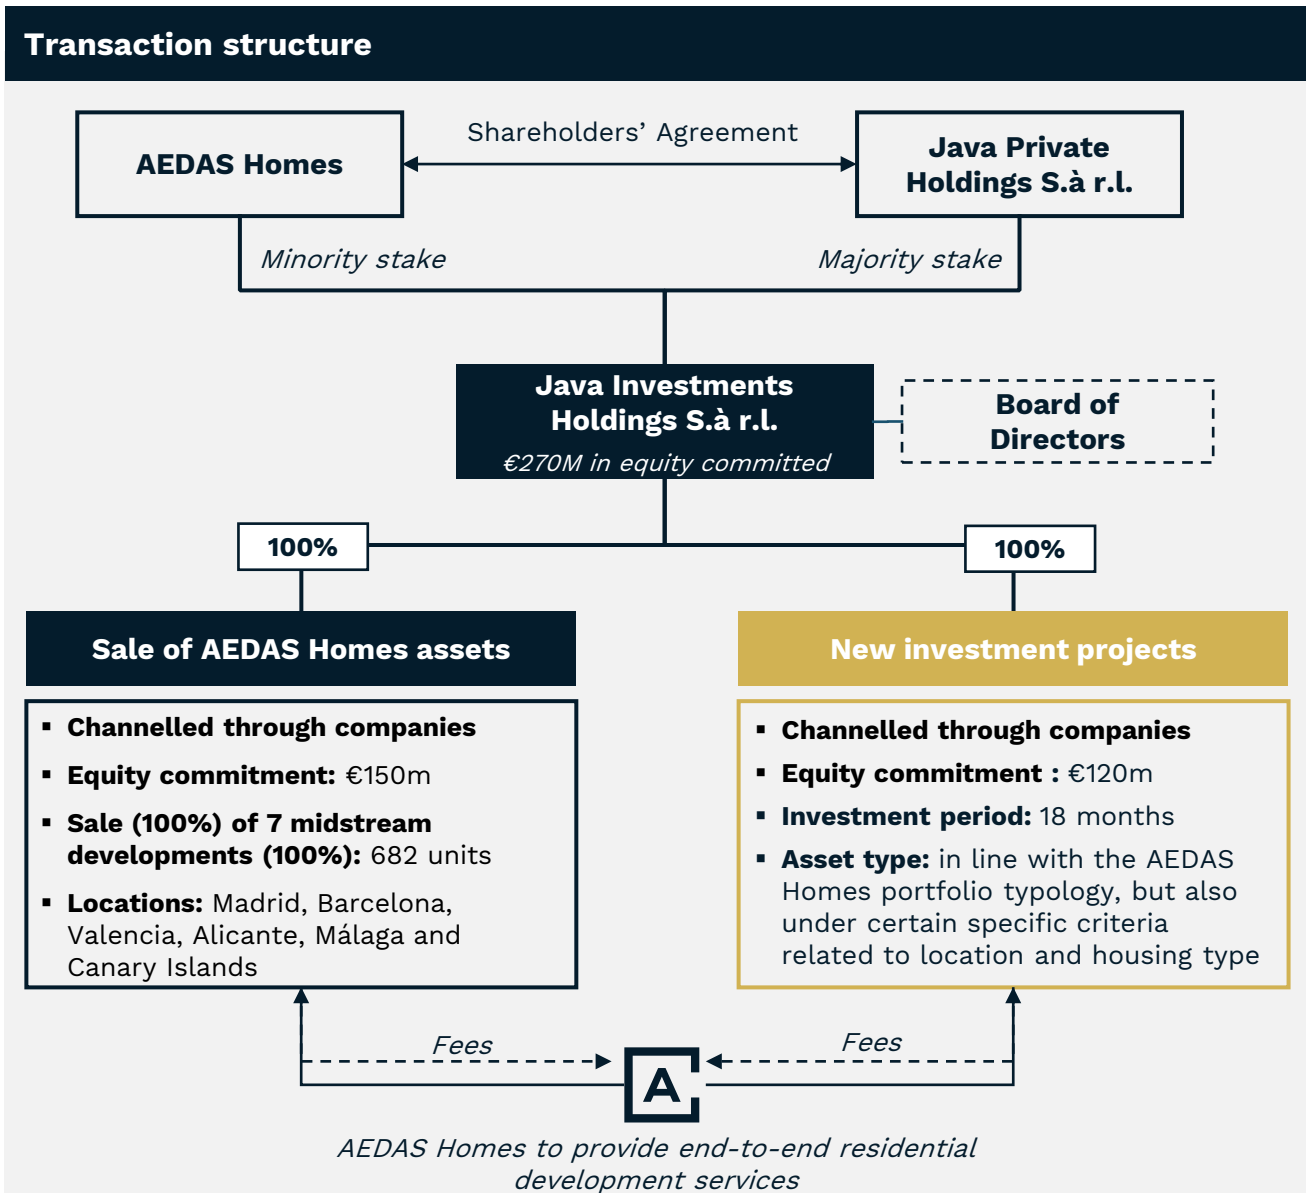 Transaction structure
AEDAS Homes
Shareholders’ Agreement
Java Private
Holdings S.à r.l.
Minority stake
Majority stake
Java Investments
Holdings S.à r.l.
€270M in equity committed
Board of
Directors
100%
100%
Sale of AEDAS Homes assets
▪ Channelled through companies
▪ Equity commitment: €150m
▪ Sale (100%) of 7 midstream
developments (100%): 682 units
▪ Locations: Madrid, Barcelona,
Valencia, Alicante, Málaga and
Canary Islands
New investment projects
▪ Channelled through companies
▪ Equity commitment : €120m
▪ Investment period: 18 months
▪ Asset type: in line with the AEDAS
Homes portfolio typology, but also
under certain specific criteria
related to location and housing type
Fees
Fees
A
AEDAS Homes to provide end-to-end residential
development services